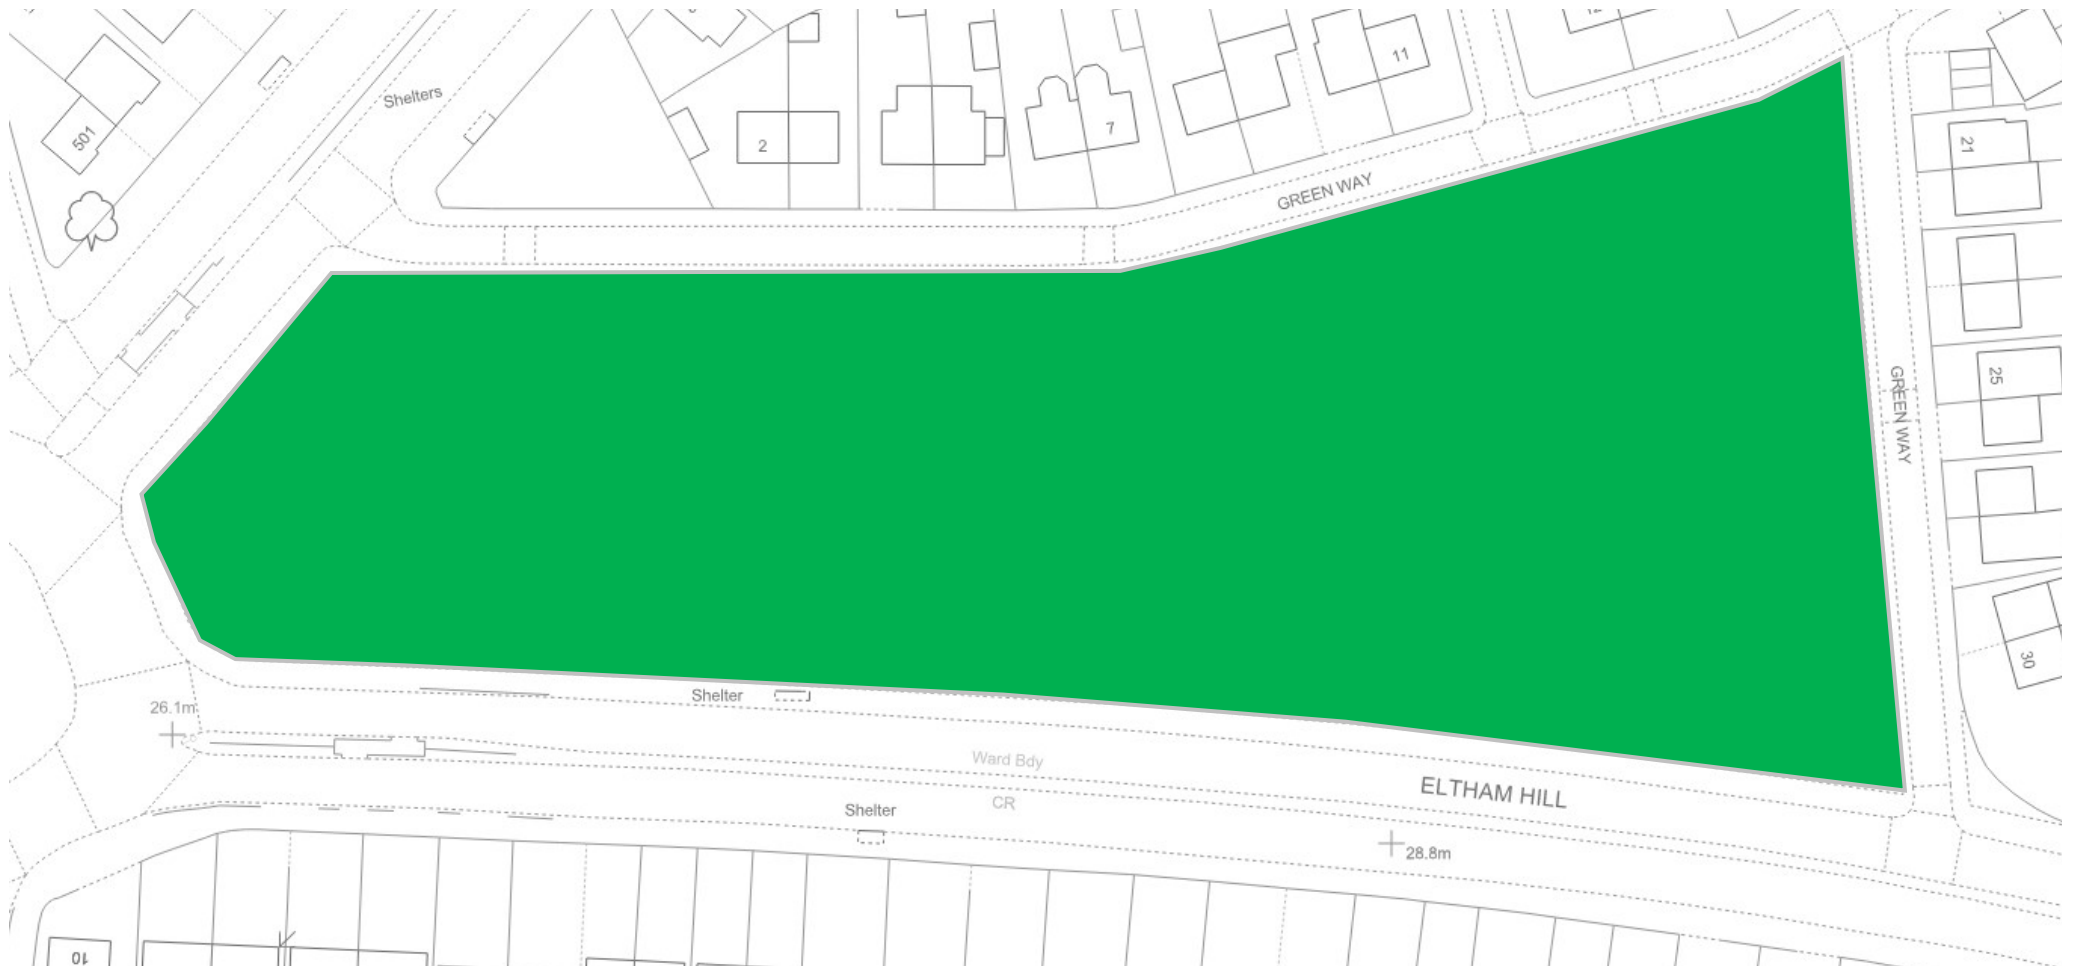 11
Shelters
501
2
7
21
GREEN WAY
25
GREEN WAY
30
Shelter
26.1m
Ward Bdy
ELTHAM HILL
CR
Shelter
28.8m
10